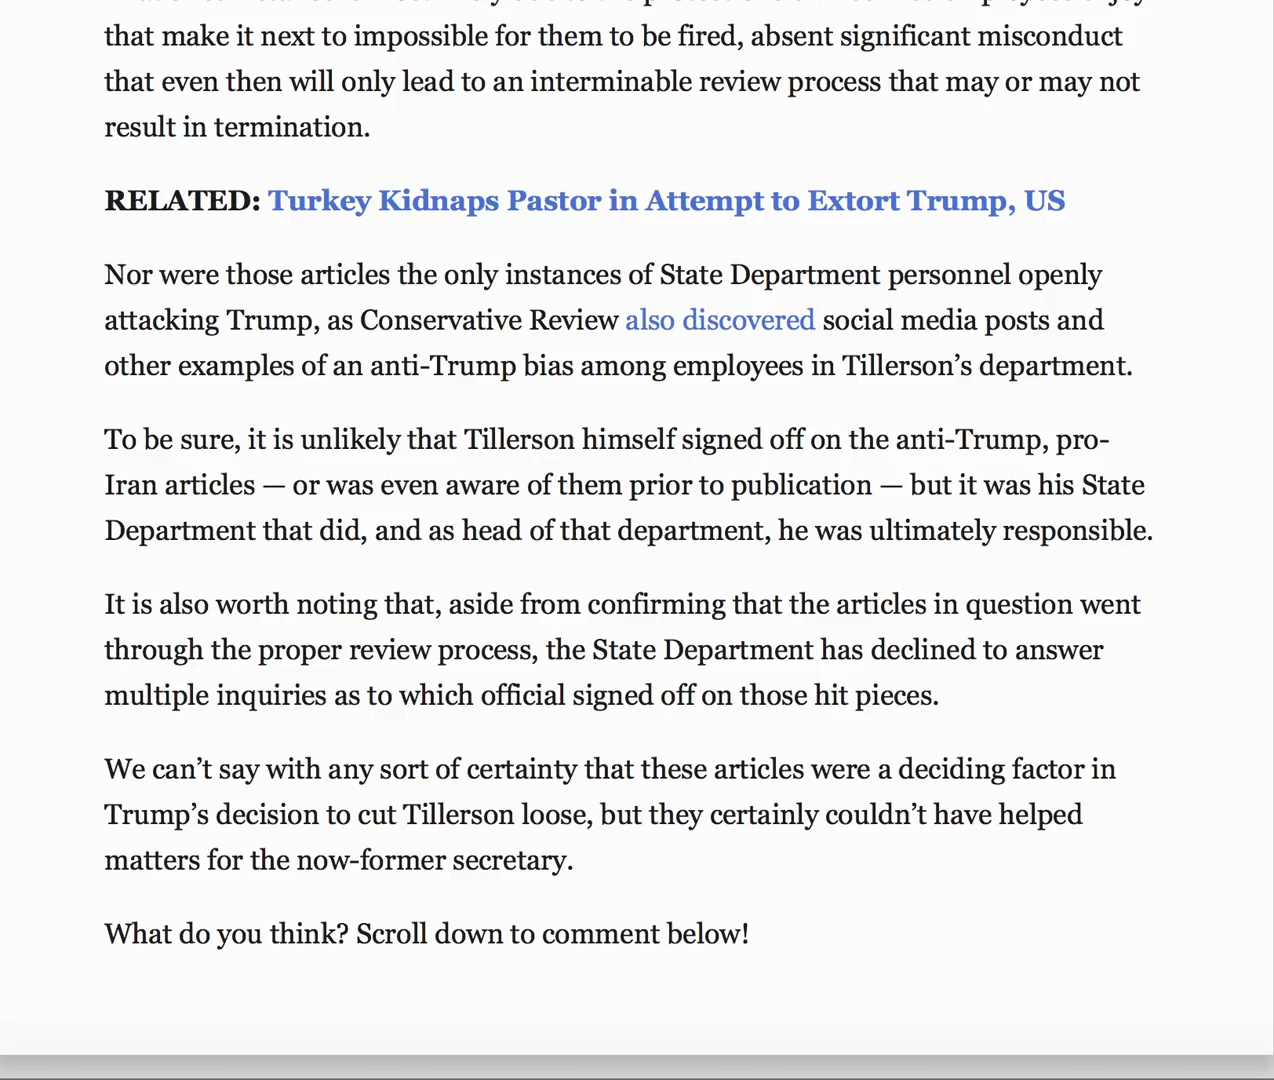 that make it next to impossible for them to be fired, absent significant misconduct
that even then will only lead to an interminable review process that may or may not
result in termination.
RELATED: Turkey Kidnaps Pastor in Attempt to Extort Trump, US
Nor were those articles the only instances of State Department personnel openly
attacking Trump, as Conservative Review also discovered social media posts and
other examples of an anti-Trump bias among employees in Tillerson’s department.
To be sure, it is unlikely that Tillerson himself signed off on the anti-Trump, pro-
Iran articles — or was even aware of them prior to publication — but it was his State
Department that did, and as head of that department, he was ultimately responsible.
It is also worth noting that, aside from confirming that the articles in question went
through the proper review process, the State Department has declined to answer
multiple inquiries as to which official signed off on those hit pieces.
We can’t say with any sort of certainty that these articles were a deciding factor in
Trump’s decision to cut Tillerson loose, but they certainly couldn’t have helped
matters for the now-former secretary.
What do you think? Scroll down to comment below!